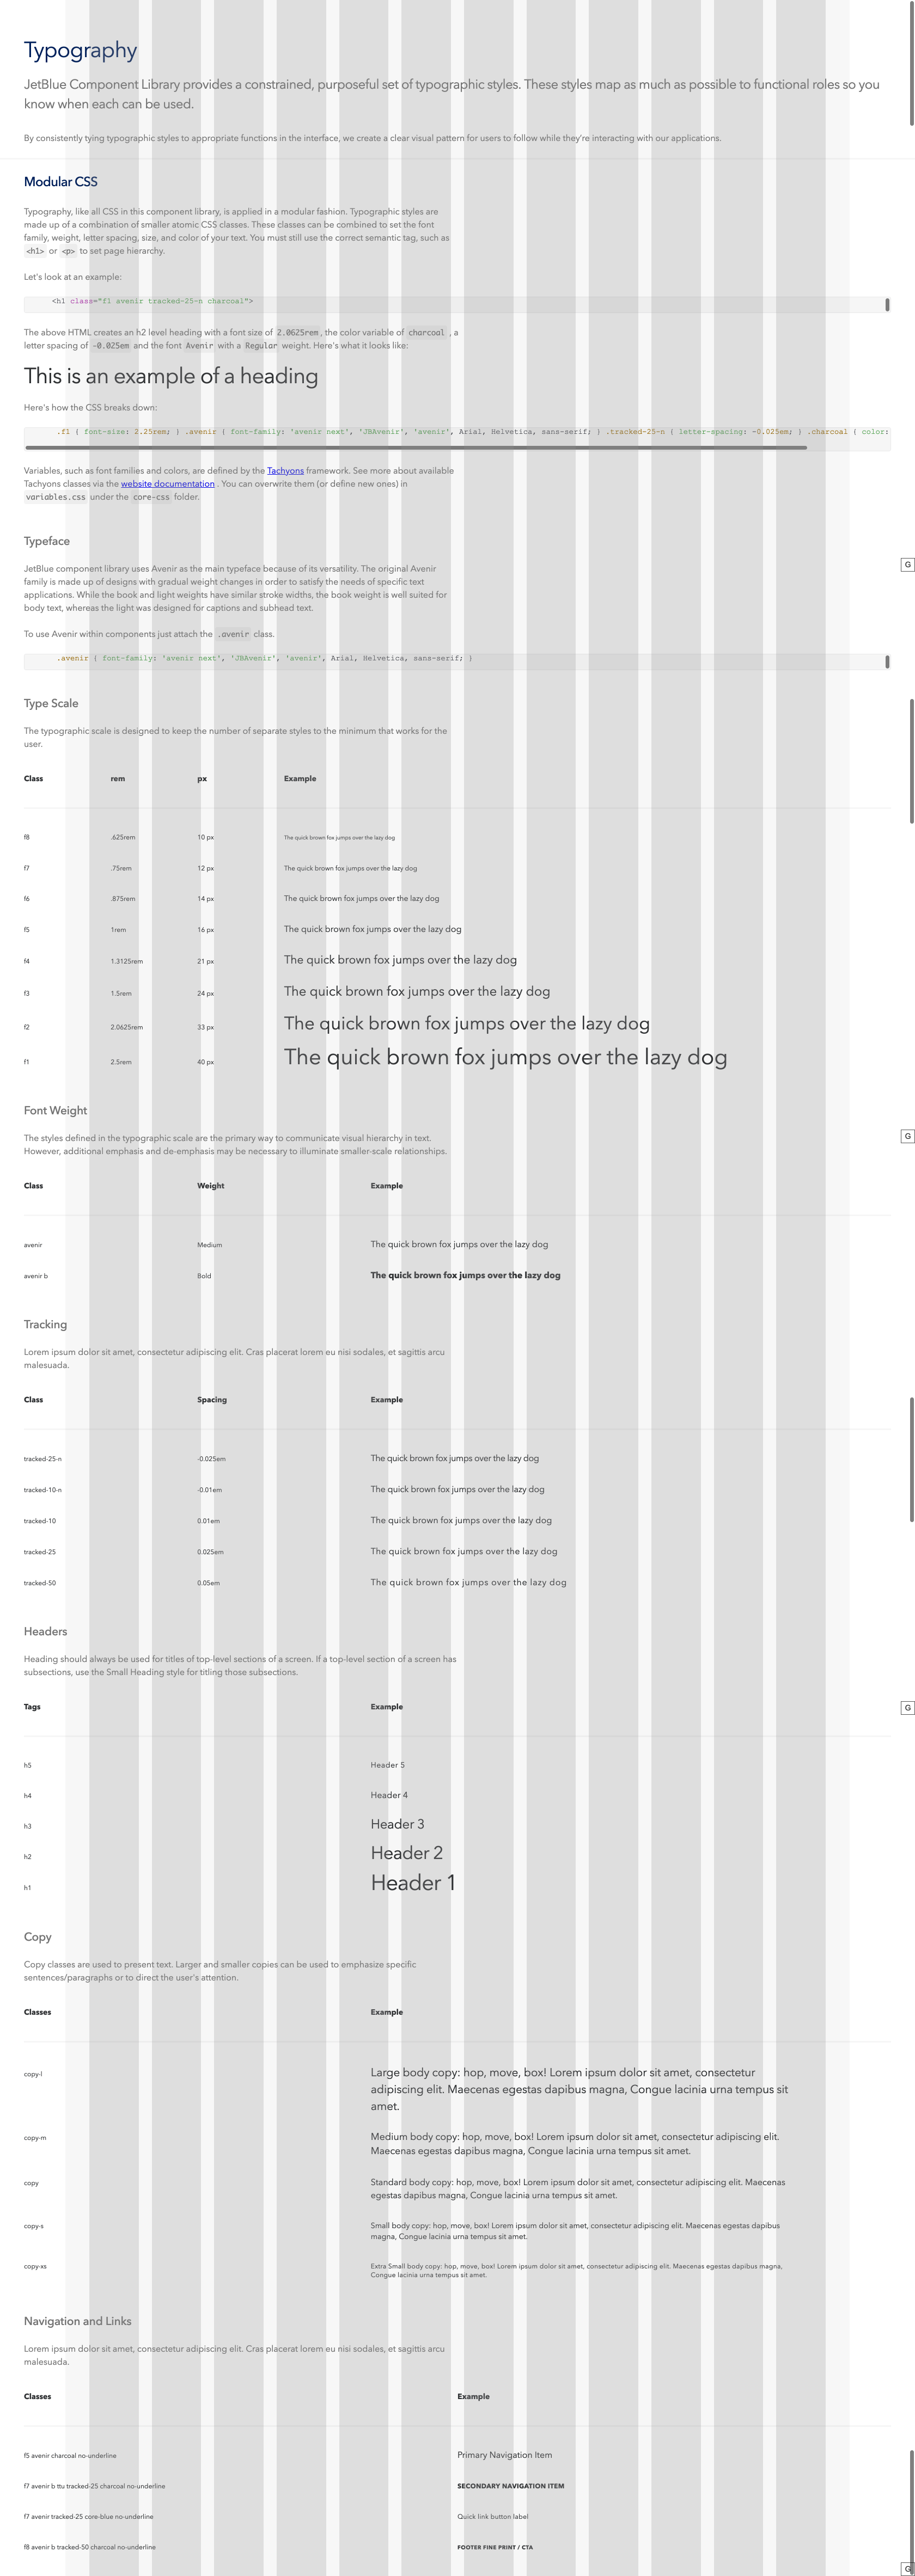 Typography
JetBlue Component Library provides a constrained, purposeful set of typographic styles. These styles map as much as possible to functional roles so you
know when each can be used.
By consistently tying typographic styles to appropriate functions in the interface, we create a clear visual pattern for users to follow while they're interacting with our applications.
Modular CSS
Typography, like all CSS in this component library, is applied in a modular fashion. Typographic styles are
made up of a combination of smaller atomic CSS classes. These classes can be combined to set the font
family, weight, letter spacing, size, and color of your text. You must still use the correct semantic tag, such as
<h1> or <p> to set page hierarchy.
Let's look at an example:
<h1 class="f1 avenir tracked-25-n charcoal">
The above HTML creates an h2 level heading with a font size of 2.0625rem, the color variable of charcoal , a
letter spacing of -0.025em and the font Avenir with a Regular weight. Here's what it looks like:
This is an example of a heading
Here's how the CSS breaks down:
.f1 { font-size: 2.25rem; } .avenir { font-family: 'avenir next', 'JBAvenir', 'avenir', Arial, Helvetica, sans-serif; } .tracked-25-n { letter-spacing: -0.025em; } .charcoal { color:
Variables, such as font families and colors, are defined by the Tachyons framework. See more about available
Tachyons classes via the website documentation . You can overwrite them (or define new ones) in
variables.css under the core-css folder.
Typeface
G
JetBlue component library uses Avenir as the main typeface because of its versatility. The original Avenir
family is made up of designs with gradual weight changes in order to satisfy the needs of specific text
applications. While the book and light weights have similar stroke widths, the book weight is well suited for
body text, whereas the light was designed for captions and subhead text.
To use Avenir within components just attach the .avenir class.
.avenir { font-family: 'avenir next', 'JBAvenir', 'avenir', Arial, Helvetica, sans-serif; }
Type Scale
The typographic scale is designed to keep the number of separate styles to the minimum that works for the
user.
Class rem px Example
f8 .625rem 10 px The quick brown fox jumps over the lazy dog
f7 .75rem 12 px The quick brown fox jumps over the lazy dog
f6 .875rem 14 px The quick brown fox jumps over the lazy dog
f5 1rem 16 px The quick brown fox jumps over the lazy dog
f4 1.3125rem 21 px The quick brown fox jumps over the lazy dog
f3 1.5rem 24 px The quick brown fox jumps over the lazy dog
f2 2.0625rem 33 px The quick brown fox jumps over the lazy dog
f1 2.5rem 40 px The quick brown fox jumps over the lazy dog
Font Weight
The styles defined in the typographic scale are the primary way to communicate visual hierarchy in text.
G
However, additional emphasis and de-emphasis may be necessary to illuminate smaller-scale relationships.
Class Weight Example
avenir Medium The quick brown fox jumps over the lazy dog
avenir b Bold The quick brown fox jumps over the lazy dog
Tracking
Lorem ipsum dolor sit amet, consectetur adipiscing elit. Cras placerat lorem eu nisi sodales, et sagittis arcu
malesuada.
Class Spacing Example
tracked-25-n -0.025em The quick brown fox jumps over the lazy dog
tracked-10-n -0.01em The quick brown fox jumps over the lazy dog
tracked-10 0.01em The quick brown fox jumps over the lazy dog
tracked-25 0.025em The quick brown fox jumps over the lazy dog
tracked-50 0.05em The quick brown fox jumps over the lazy dog
Headers
Heading should always be used for titles of top-level sections of a screen. If a top-level section of a screen has
subsections, use the Small Heading style for titling those subsections.
Tags Example
G
h5 Header 5
h4 Header 4
h3 Header 3
h2 Header 2
h1 Header 1
Copy
Copy classes are used to present text. Larger and smaller copies can be used to emphasize specific
sentences/paragraphs or to direct the user's attention.
Classes Example
copy-l Large body copy: hop, move, box! Lorem ipsum dolor sit amet, consectetur
adipiscing elit. Maecenas egestas dapibus magna, Congue lacinia urna tempus sit
amet.
copy-m Medium body copy: hop, move, box! Lorem ipsum dolor sit amet, consectetur adipiscing elit.
Maecenas egestas dapibus magna, Congue lacinia urna tempus sit amet.
copy Standard body copy: hop, move, box! Lorem ipsum dolor sit amet, consectetur adipiscing elit. Maecenas
egestas dapibus magna, Congue lacinia urna tempus sit amet.
copy-s Small body copy: hop, move, box! Lorem ipsum dolor sit amet, consectetur adipiscing elit. Maecenas egestas dapibus
magna, Congue lacinia urna tempus sit amet.
copy-xs Extra Small body copy: hop, move, box! Lorem ipsum dolor sit amet, consectetur adipiscing elit. Maecenas egestas dapibus magna,
Congue lacinia urna tempus sit amet.
Navigation and Links
Lorem ipsum dolor sit amet, consectetur adipiscing elit. Cras placerat lorem eu nisi sodales, et sagittis arcu
malesuada.
Classes Example
f5 avenir charcoal no-underline Primary Navigation Item
f7 avenir b ttu tracked-25 charcoal no-underline SECONDARY NAVIGATION ITEM
f7 avenir tracked-25 core-blue no-underline Quick link button label
f8 avenir b tracked-50 charcoal no-underline FOOTER FINE PRINT / CTA
G